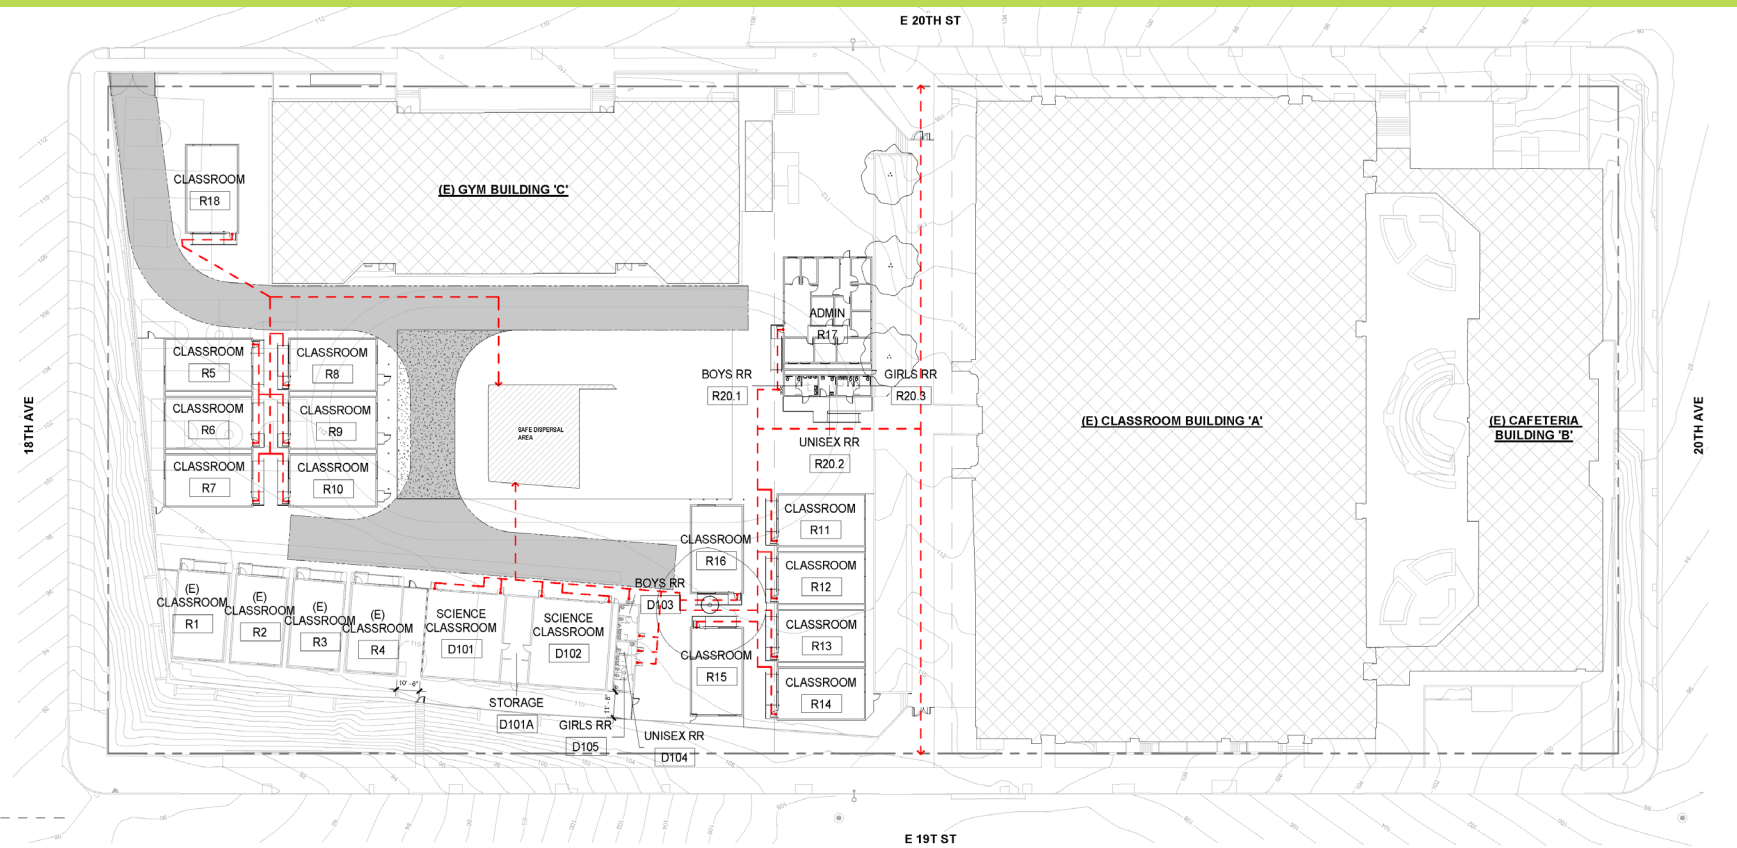 E 20TH ST
CLASSROOM
R18
(E) GYM BUILDING 'C'
ADMIN
R17
18TH AVE
CLASSROOM
R5
CLASSROOM
R8
CLASSROOM
R6
CLASSROOM
R9
CLASSROOM
R7
CLASSROOM
R10
SAFE DISPERSAL
AREA
BOYS RR
R20.1
GIRLS RR
R20.3
UNISEX RR
R20.2
(E) CLASSROOM BUILDING 'A'
(E) CAFETERIA
BUILDING 'B'
20TH AVE
CLASSROOM
R11
CLASSROOM
R12
CLASSROOM
R13
CLASSROOM
R14
CLASSROOM
R16
CLASSROOM
R15
BOYS RR
D103
(E)
CLASSROOM
R1
(E)
CLASSROOM
R2
(E)
CLASSROOM
R3
(E)
CLASSROOM
R4
SCIENCE
CLASSROOM
D101
SCIENCE
CLASSROOM
D102
10' - 6"
STORAGE
D101A
GIRLS RR
D105
UNISEX RR
D104
E 19T ST